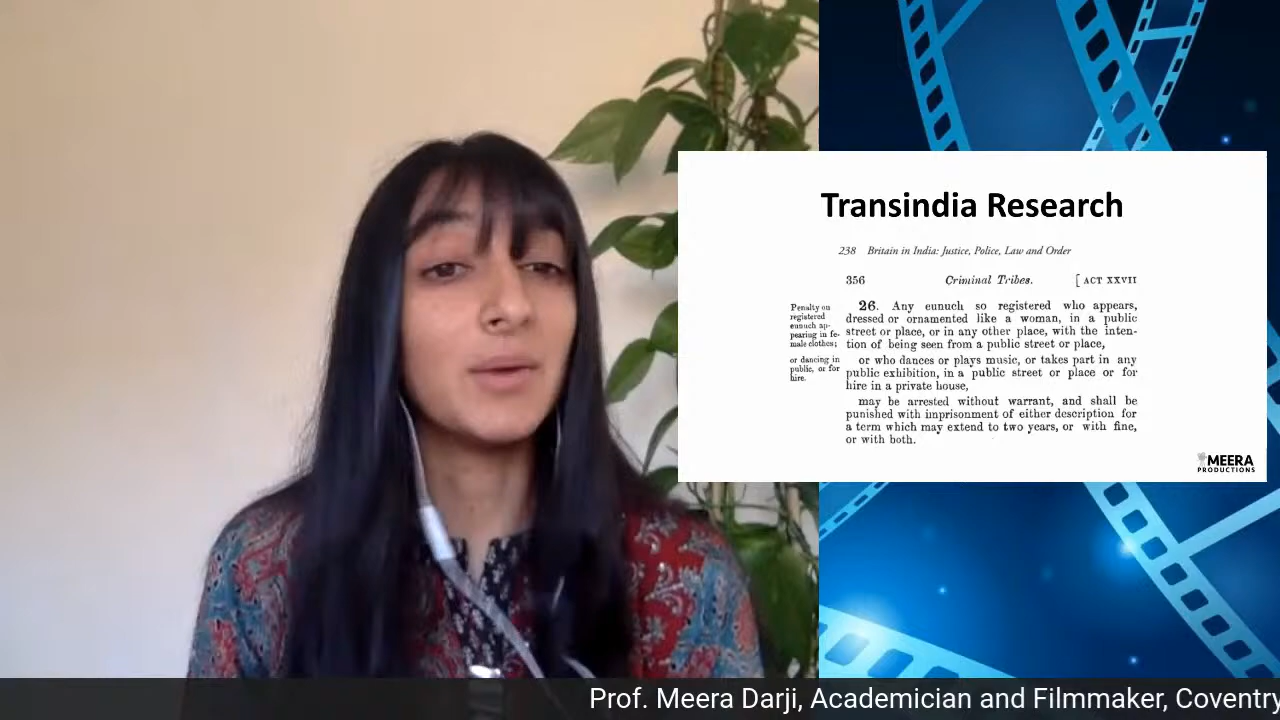 Transindia Research
238 Britain in India: Justice, Police, Law and Order
356 Criminal Tribes. [ACT XXVII
Penalty on
registered
eunuch ap-
pearing in fe-
male clothes;
or dancing in
public, or for
hire.
26. Any eunuch so registered who appears,
dressed or ornamented like a woman, in a public
street or place, or in any other place, with the inten-
tion of being seen from a public street or place,
or who dances or plays music, or takes part in any
public exhibition, in a public street or place or for
hire in a private house,
may be arrested without warrant, and shall be
punished with imprisonment of either description for
a term which may extend to two years, or with fine,
or with both.
MEERA
PRODUCTIONS
Prof. Meera Darji, Academician and Filmmaker, Coventry